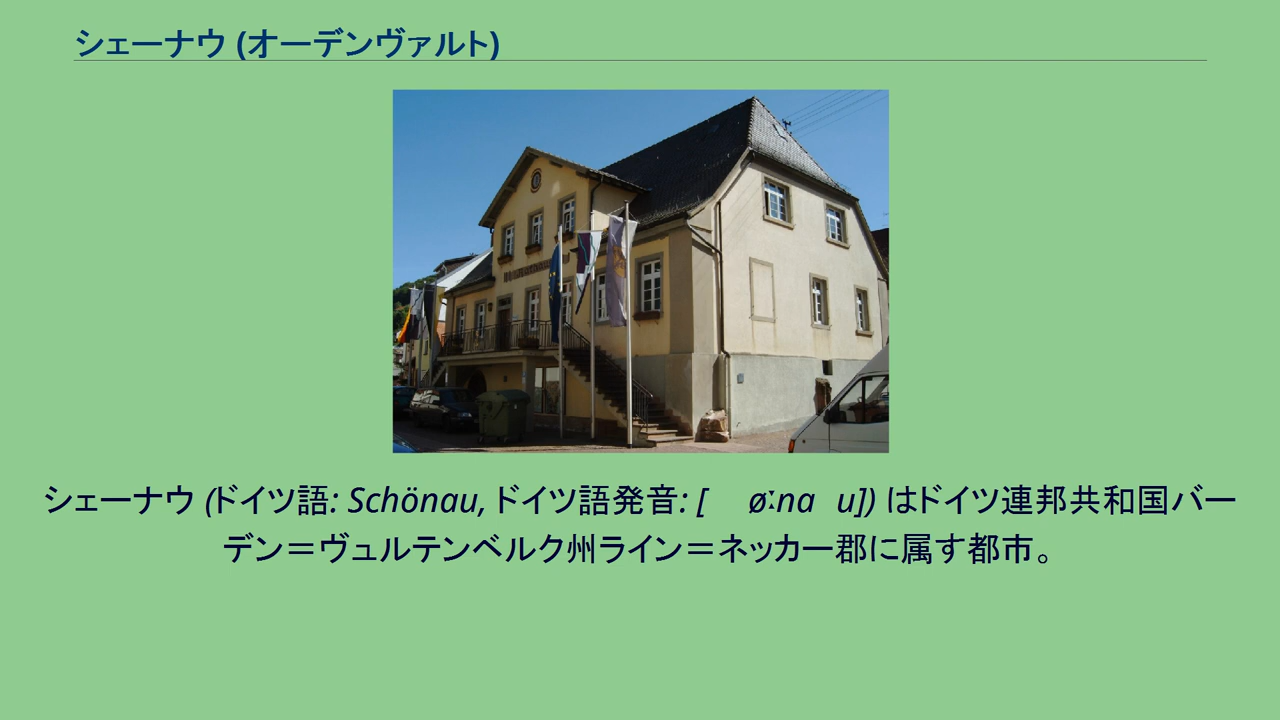 シェーナウ (オーデンヴァルト)
シェーナウ (ドイツ語: Schönau, ドイツ語発音: [ øːna u]) はドイツ連邦共和国バー
デン＝ヴュルテンベルク州ライン＝ネッカー郡に属す都市。